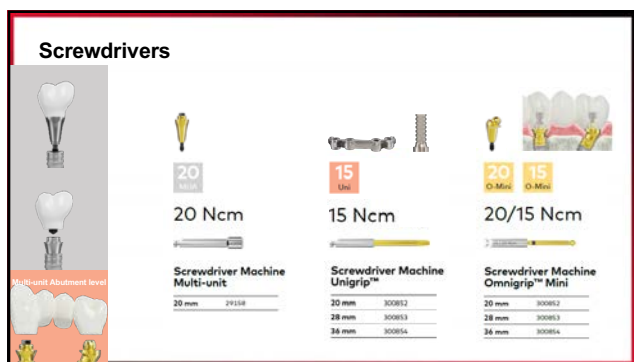 Screwdrivers
Multi-unit Abutment level
20
MUA
20 Ncm
Screwdriver Machine
Multi-unit
20 mm 29158
15
Uni
15 Ncm
Screwdriver Machine
Unigrip™
20 mm 300852
28 mm 300853
36 mm 300854
20
O-Mini
15
O-Mini
20/15 Ncm
Screwdriver Machine
Omnigrip™ Mini
20 mm 300852
28 mm 300853
36 mm 300854